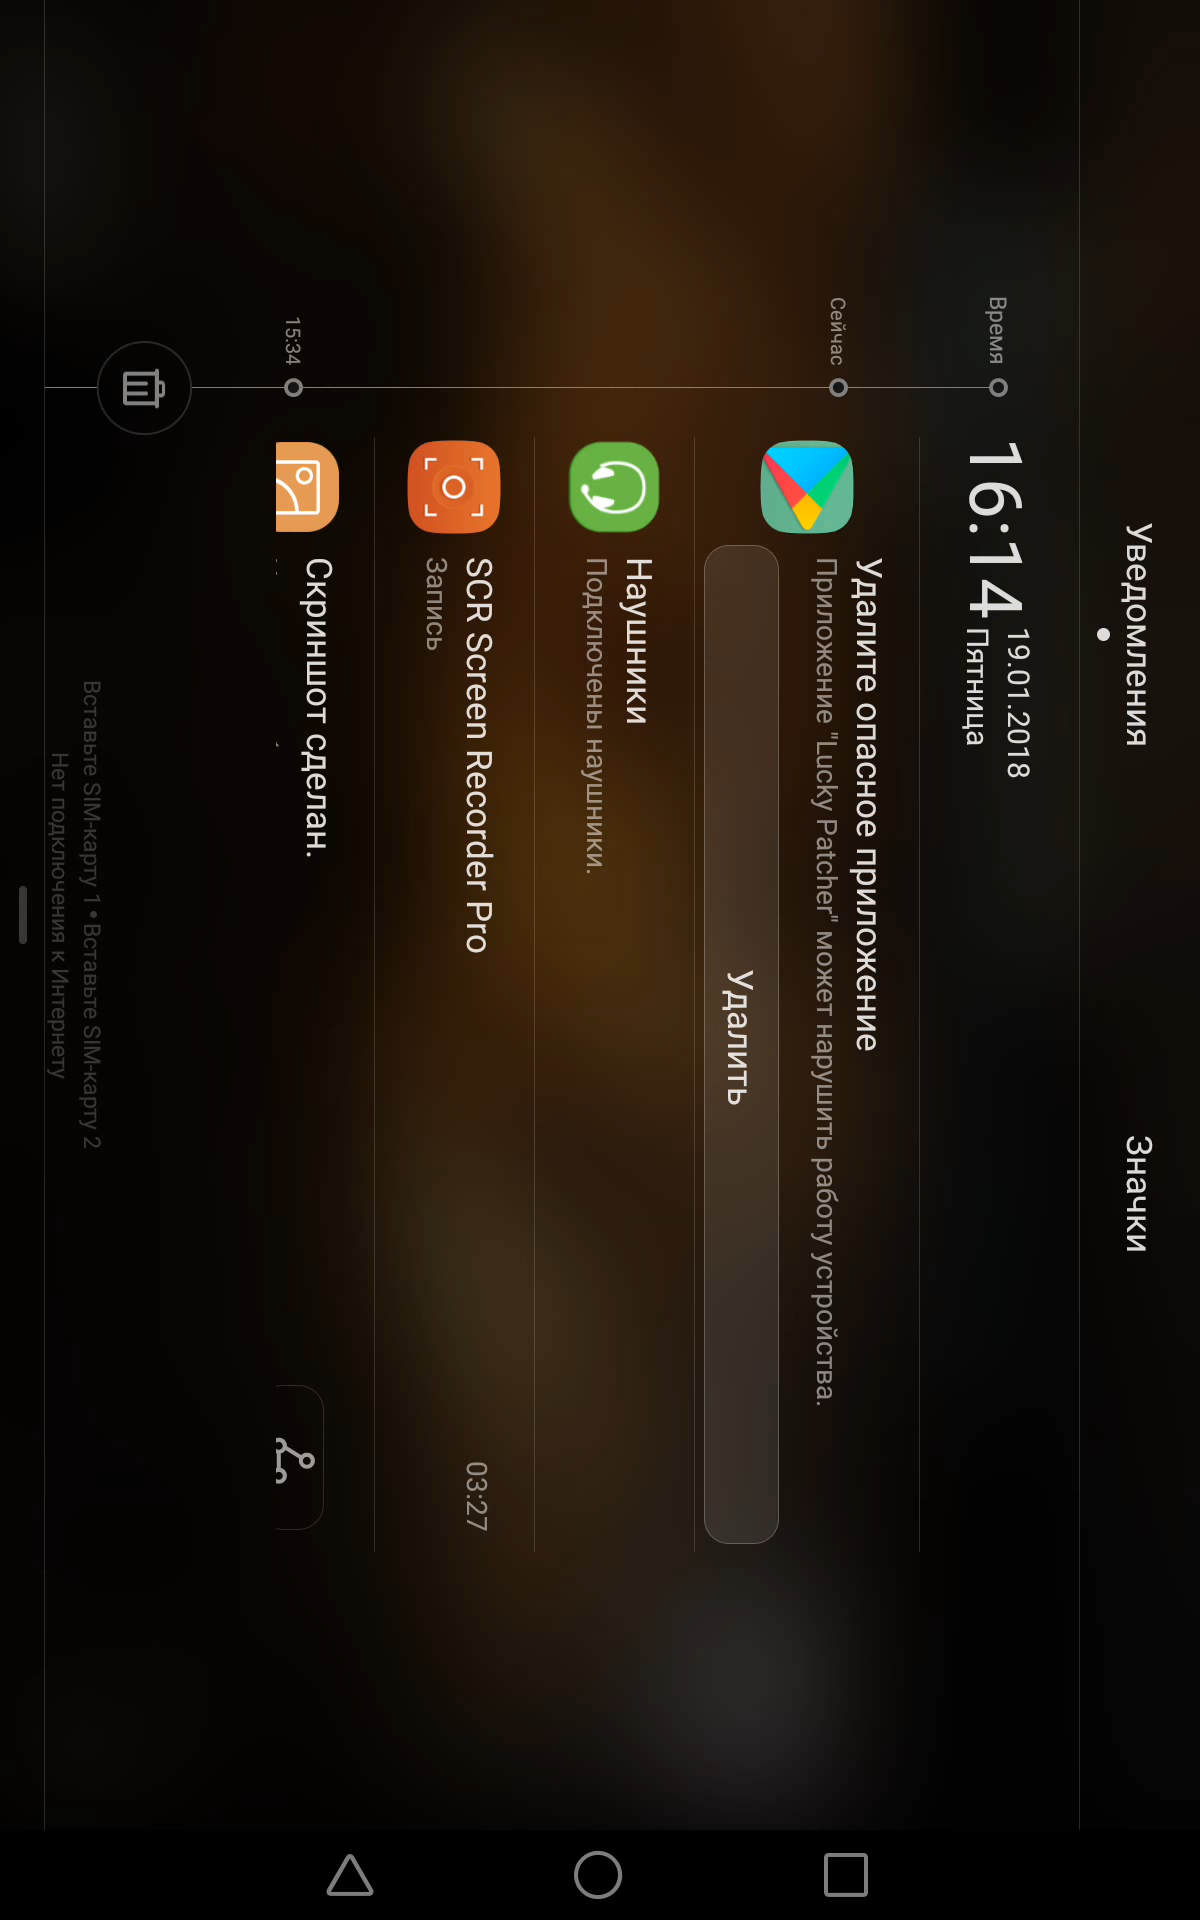 Уведомления
Значки
Время
16:14
19.01.2018
Пятница
Сейчас
Удалите опасное приложение
Приложение "Lucky Patcher" может нарушить работу устройства.
Удалить
Наушники
Подключены наушники.
SCR Screen Recorder Pro
03:27
Запись
15:34
Скриншот сделан.
Вставьте SIM-карту 1 • Вставьте SIM-карту 2
Нет подключения к Интернету